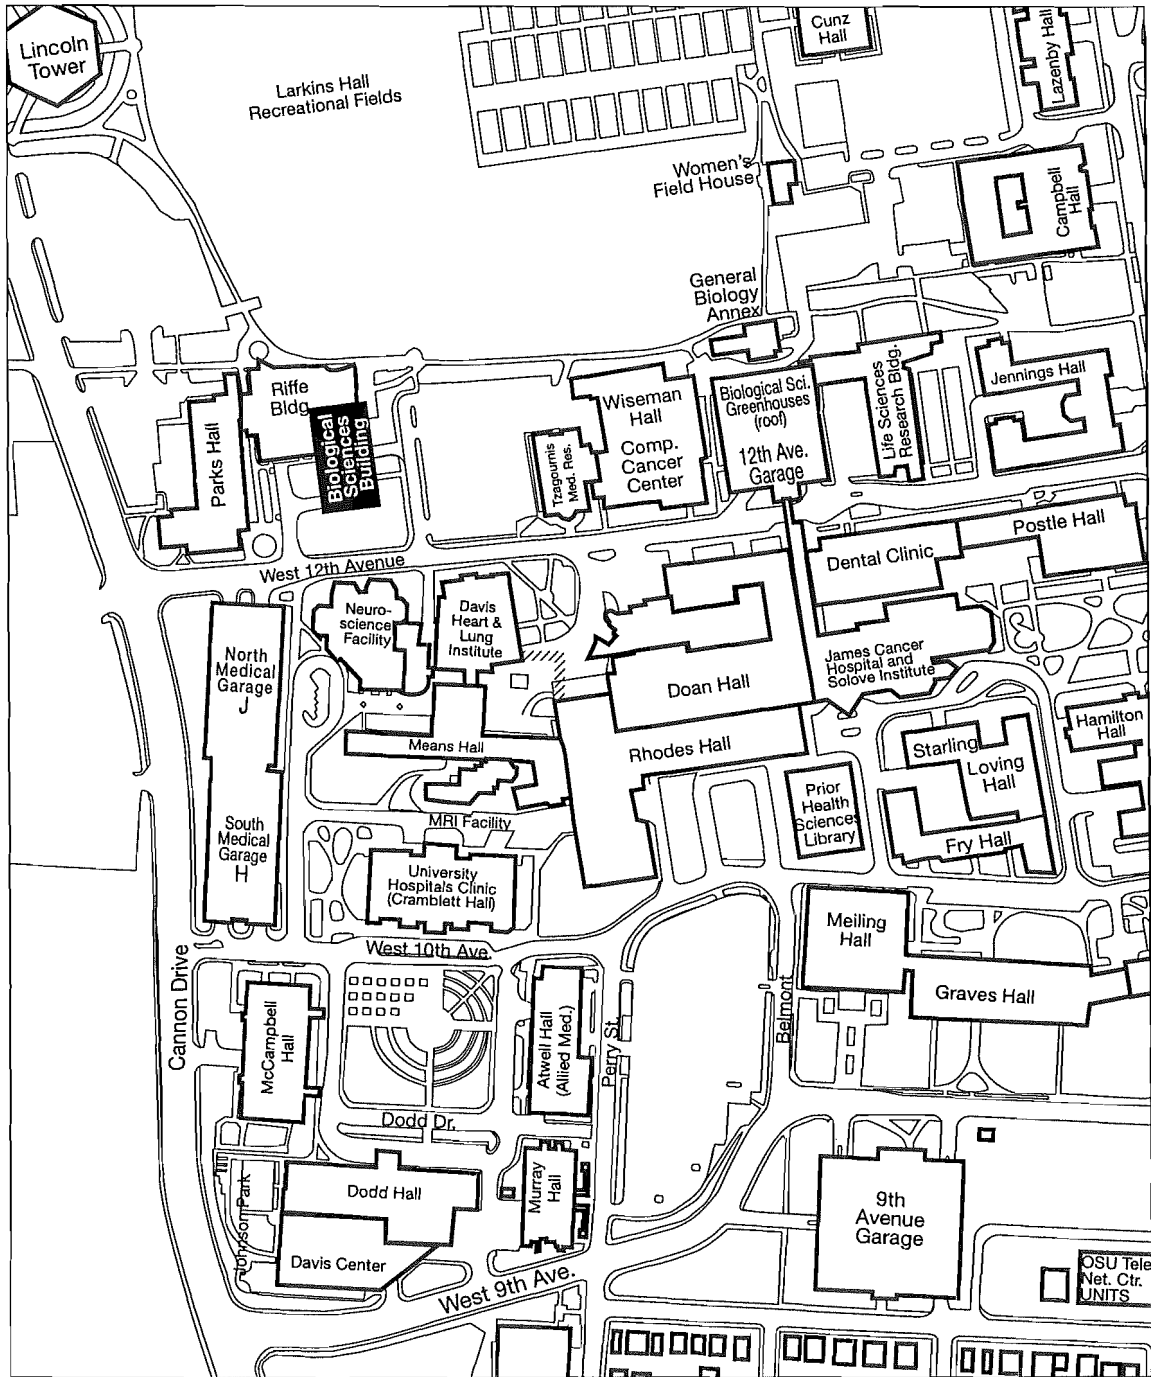 Lincoln
Tower
Larkins Hall
Recreational Fields
Cunz
Hall
Lazenby Hall
Women's
Field House
Campbell
Hall
General
Biology
Annex
Riffe
Bldg.
Biological
Sciences
Building
Parks Hall
Tzagournis
Med. Res.
Wiseman
Hall
Comp.
Cancer
Center
Biological Sci.
Greenhouses
(roof)
12th Ave.
Garage
Life Sciences
Research Bldg.
Jennings Hall
Postle Hall
Dental Clinic
West 12th Avenue
Neuro-
science
Facility
Davis
Heart &
Lung
Institute
James Cancer
Hospital and
Solove Institute
North
Medical
Garage
J
Doan Hall
Means Hall
Rhodes Hall
Starling
Loving
Hall
Hamilton
Hall
Prior
Health
Sciences
Library
Fry Hall
MRI Facility
South
Medical
Garage
H
University
Hospitals Clinic
(Cramblett Hall)
Meiling
Hall
Graves Hall
West 10th Ave.
Cannon Drive
McCampbell
Hall
Atwell Hall
(Allied Med.)
Perry St.
Belmont
Dodd Dr.
Johnson Park
Dodd Hall
Murray
Hall
Davis Center
West 9th Ave.
9th
Avenue
Garage
OSU Tele
Net. Ctr.
UNITS